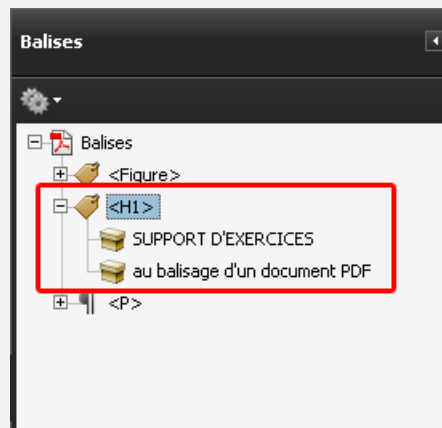 Balises
Balises
<Figure>
<H1>
SUPPORT D'EXERCICES
au balisage d'un document PDF
<P>